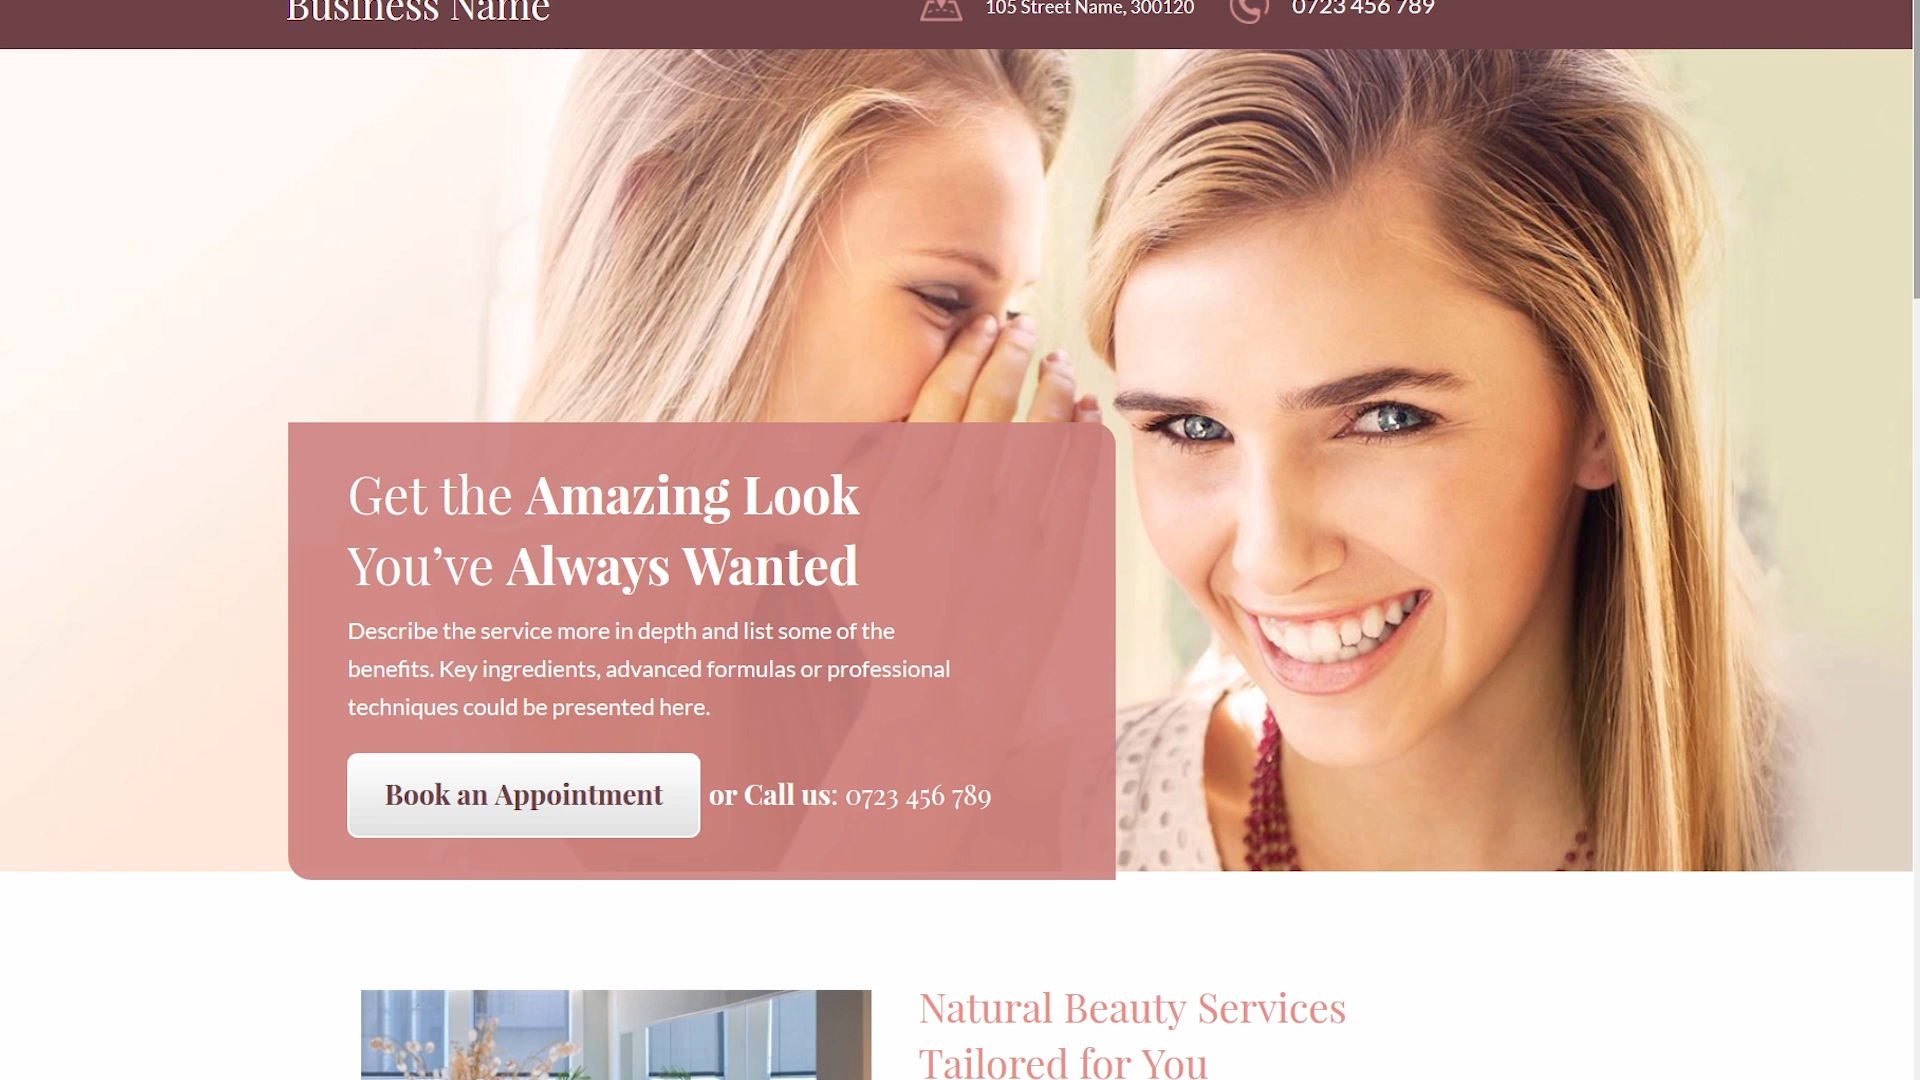 Business Name
105 Street Name, 300120
0723 456 789
Get the Amazing Look
You’ve Always Wanted
Describe the service more in depth and list some of the
benefits. Key ingredients, advanced formulas or professional
techniques could be presented here.
Book an Appointment or Call us: 0723 456 789
Natural Beauty Services
Tailored for You